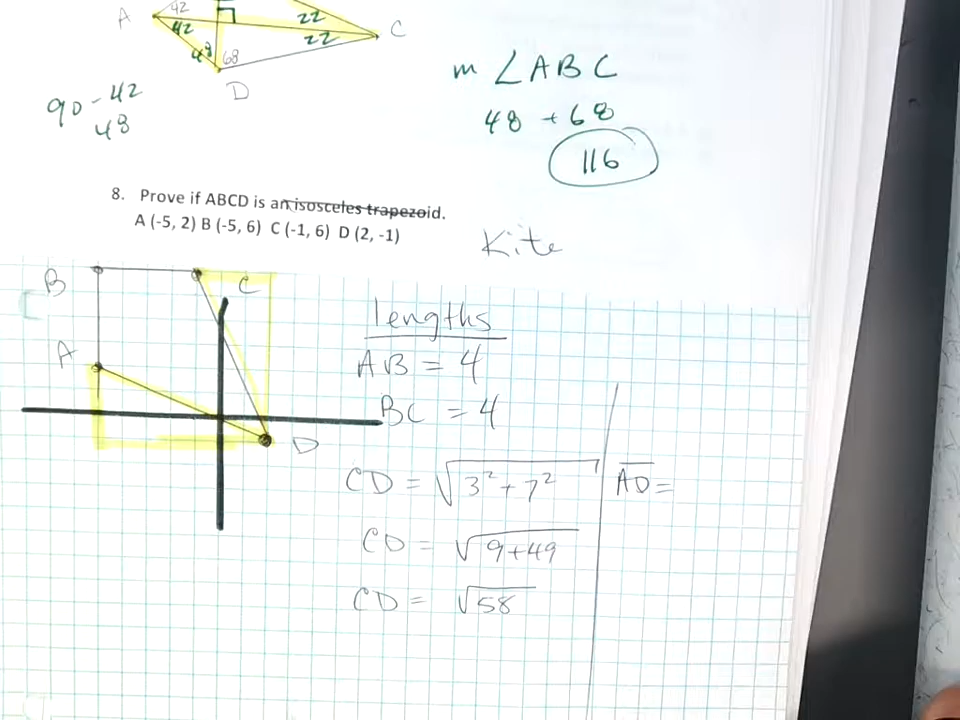 A 42 22 C
42 22
48 68
D
90 - 42
48
m ∠ABC
48 + 68
116
8. Prove if ABCD is an isosceles trapezoid.
A (-5, 2) B (-5, 6) C (-1, 6) D (2, -1)
Kite
B C
A
D
lengths
AB = 4
BC = 4
CD = √3²+7²
AD =
CD = √9+49
CD = √58